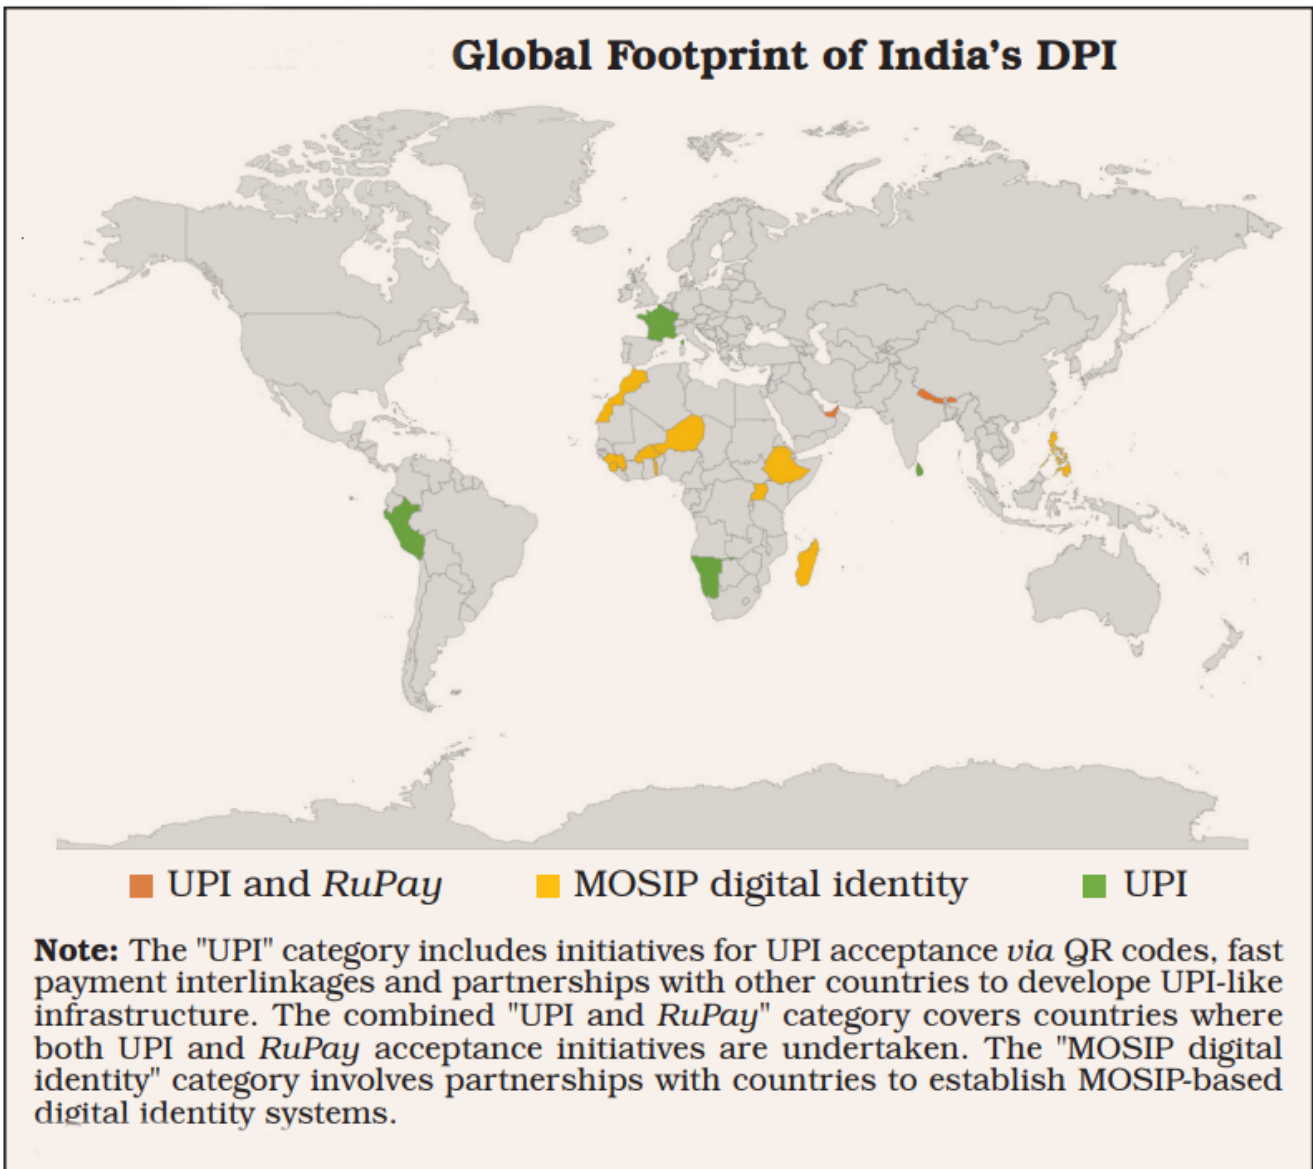 Global Footprint of India's DPI
UPI and RuPay
MOSIP digital identity
UPI
Note: The "UPI" category includes initiatives for UPI acceptance via QR codes, fast
payment interlinkages and partnerships with other countries to develope UPI-like
infrastructure. The combined "UPI and RuPay" category covers countries where
both UPI and RuPay acceptance initiatives are undertaken. The "MOSIP digital
identity" category involves partnerships with countries to establish MOSIP-based
digital identity systems.